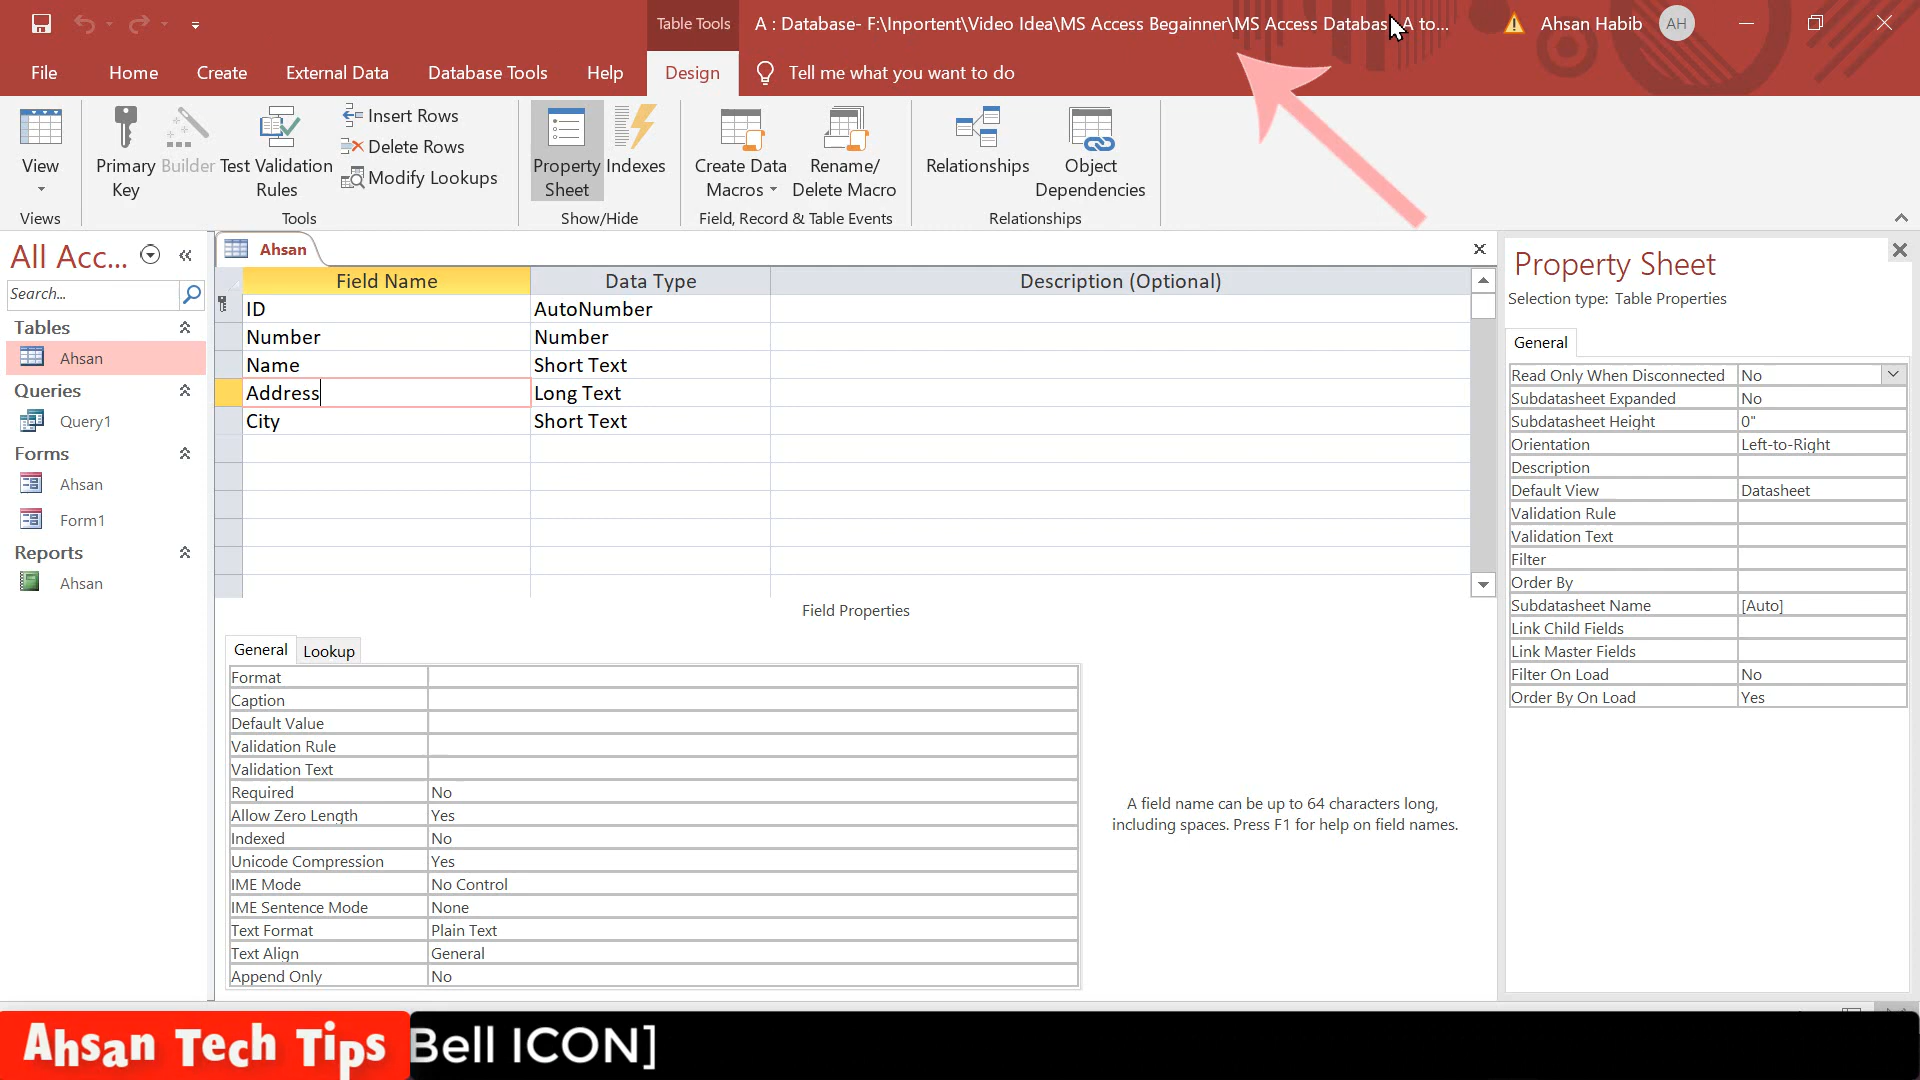 Table Tools
A : Database- F:\Inportent\Video Idea\MS Access Begainner\MS Access Databas A to...
Ahsan Habib
AH
File
Home
Create
External Data
Database Tools
Help
Design
Tell me what you want to do
View
Primary
Key
Builder
Test Validation
Rules
Insert Rows
Delete Rows
Modify Lookups
Property
Sheet
Indexes
Create Data
Macros
Rename/
Delete Macro
Relationships
Object
Dependencies
Views
Tools
Show/Hide
Field, Record & Table Events
Relationships
All Acc...
Search...
Tables
Ahsan
Queries
Query1
Forms
Ahsan
Form1
Reports
Ahsan
Ahsan
Field Name
Data Type
Description (Optional)
ID
AutoNumber
Number
Number
Name
Short Text
Address
Long Text
City
Short Text
Field Properties
General
Lookup
Format
Caption
Default Value
Validation Rule
Validation Text
Required
No
Allow Zero Length
Yes
Indexed
No
Unicode Compression
Yes
IME Mode
No Control
IME Sentence Mode
None
Text Format
Plain Text
Text Align
General
Append Only
No
A field name can be up to 64 characters long,
including spaces. Press F1 for help on field names.
Property Sheet
Selection type: Table Properties
General
Read Only When Disconnected
No
Subdatasheet Expanded
No
Subdatasheet Height
0"
Orientation
Left-to-Right
Description
Default View
Datasheet
Validation Rule
Validation Text
Filter
Order By
Subdatasheet Name
[Auto]
Link Child Fields
Link Master Fields
Filter On Load
No
Order By On Load
Yes
Ahsan Tech Tips
Bell ICON]